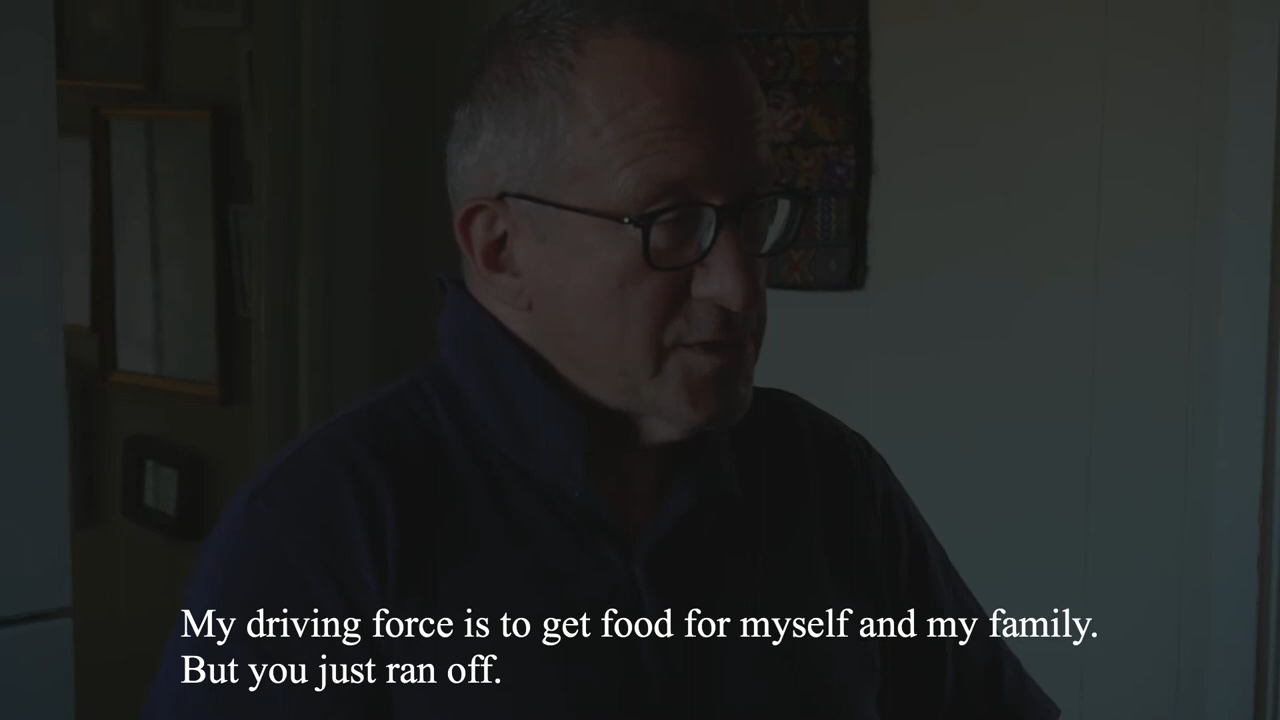 My driving force is to get food for myself and my family.
But you just ran off.